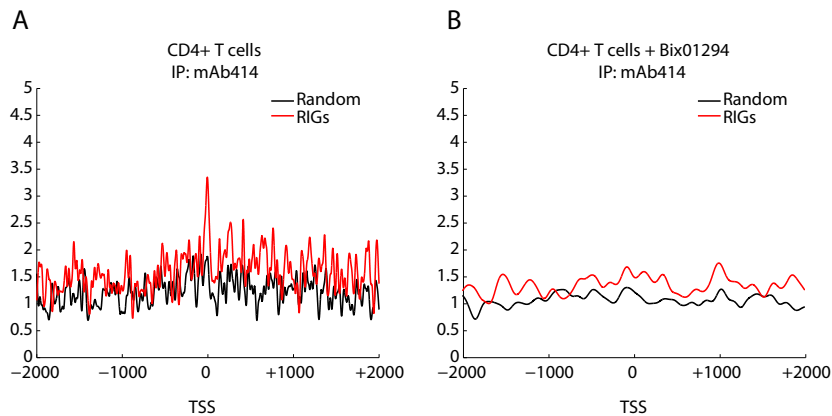 A
CD4+ T cells
IP: mAb414
Random
RIGs
5
4.5
4
3.5
3
2.5
2
1.5
1
0.5
0
−2000 −1000 0 +1000 +2000
TSS
B
CD4+ T cells + Bix01294
IP: mAb414
Random
RIGs
5
4.5
4
3.5
3
2.5
2
1.5
1
0.5
0
−2000 −1000 0 +1000 +2000
TSS